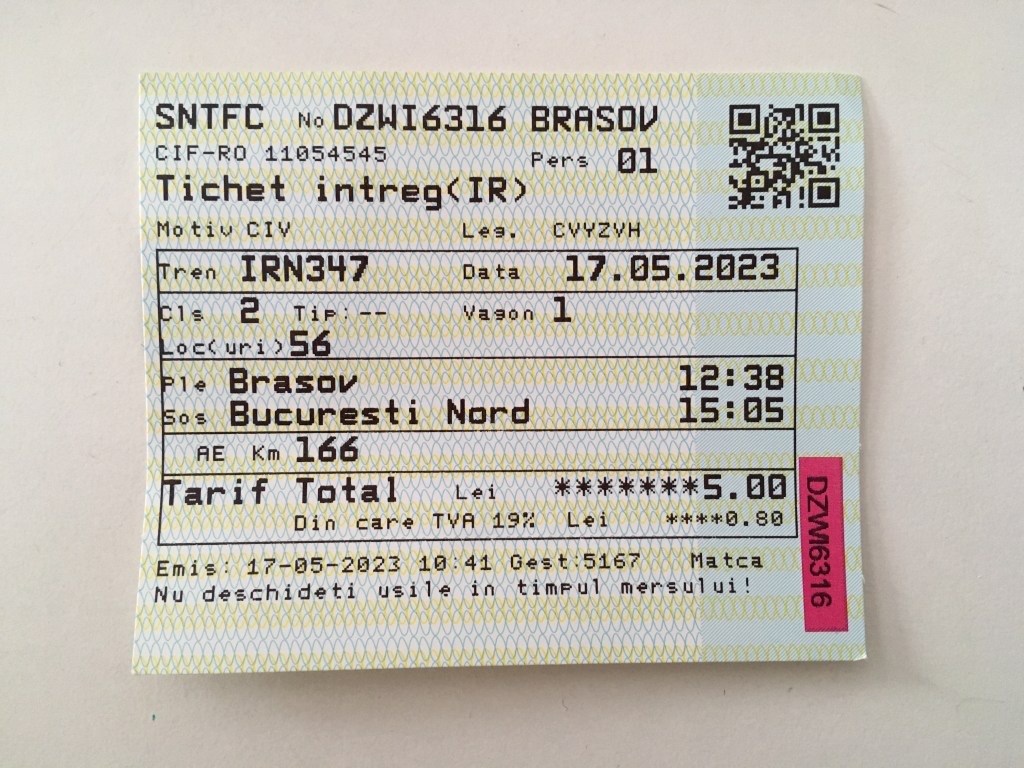 SNTFC No DZWI6316 BRASOV
CIF-RO 11054545 Pers 01
Tichet intreg(IR)
Motiv CIV Leg. CVYZVH
Tren IRN347 Data 17.05.2023
Cls 2 Tip:-- Vagon 1
Loc(uri) 56
Ple Brasov 12:38
Sos Bucuresti Nord 15:05
AE Km 166
Tarif Total Lei *******5.00
Din care TVA 19% Lei ****0.80
Emis: 17-05-2023 10:41 Gest:5167 Matca
Nu deschideti usile in timpul mersului!
DZWI6316